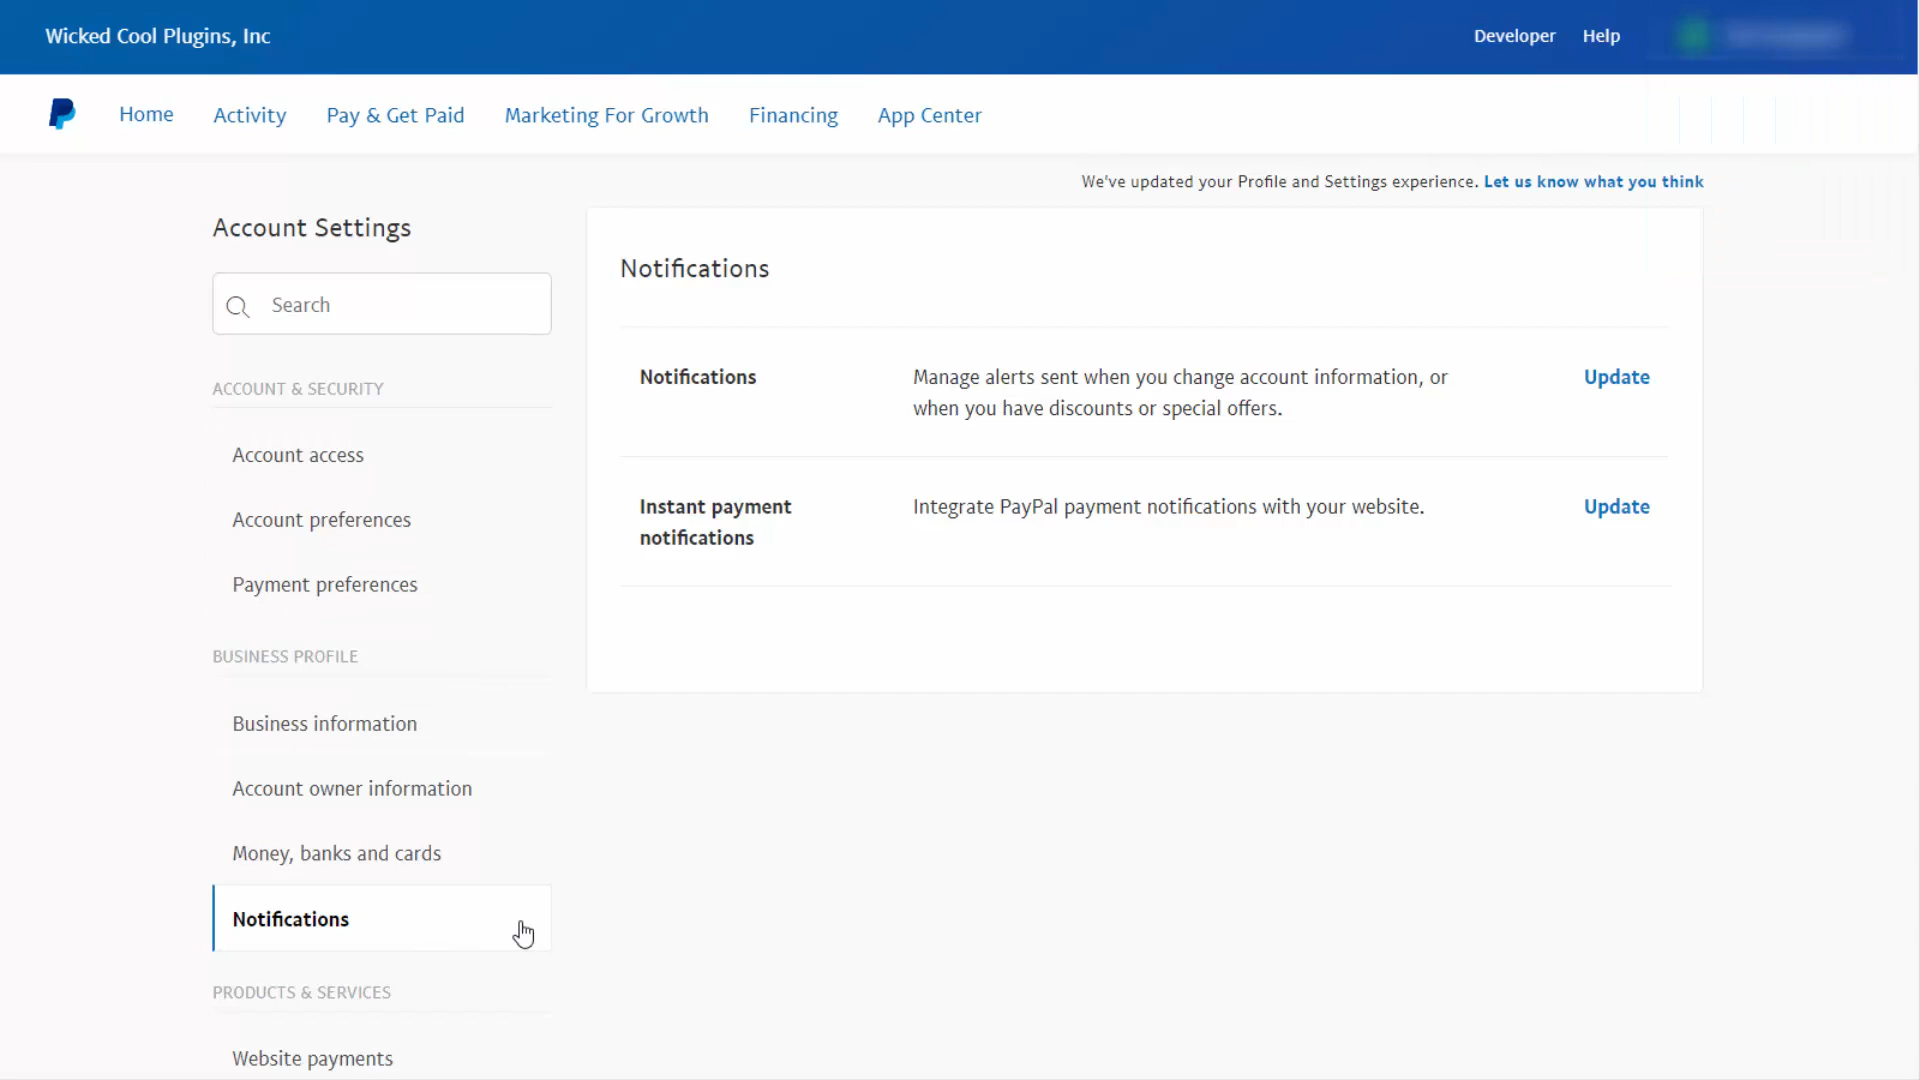 Wicked Cool Plugins, Inc
Developer
Help
Home
Activity
Pay & Get Paid
Marketing For Growth
Financing
App Center
We've updated your Profile and Settings experience. Let us know what you think
Account Settings
Search
ACCOUNT & SECURITY
Account access
Account preferences
Payment preferences
BUSINESS PROFILE
Business information
Account owner information
Money, banks and cards
Notifications
PRODUCTS & SERVICES
Website payments
Notifications
Notifications
Manage alerts sent when you change account information, or
when you have discounts or special offers.
Update
Instant payment
notifications
Integrate PayPal payment notifications with your website.
Update